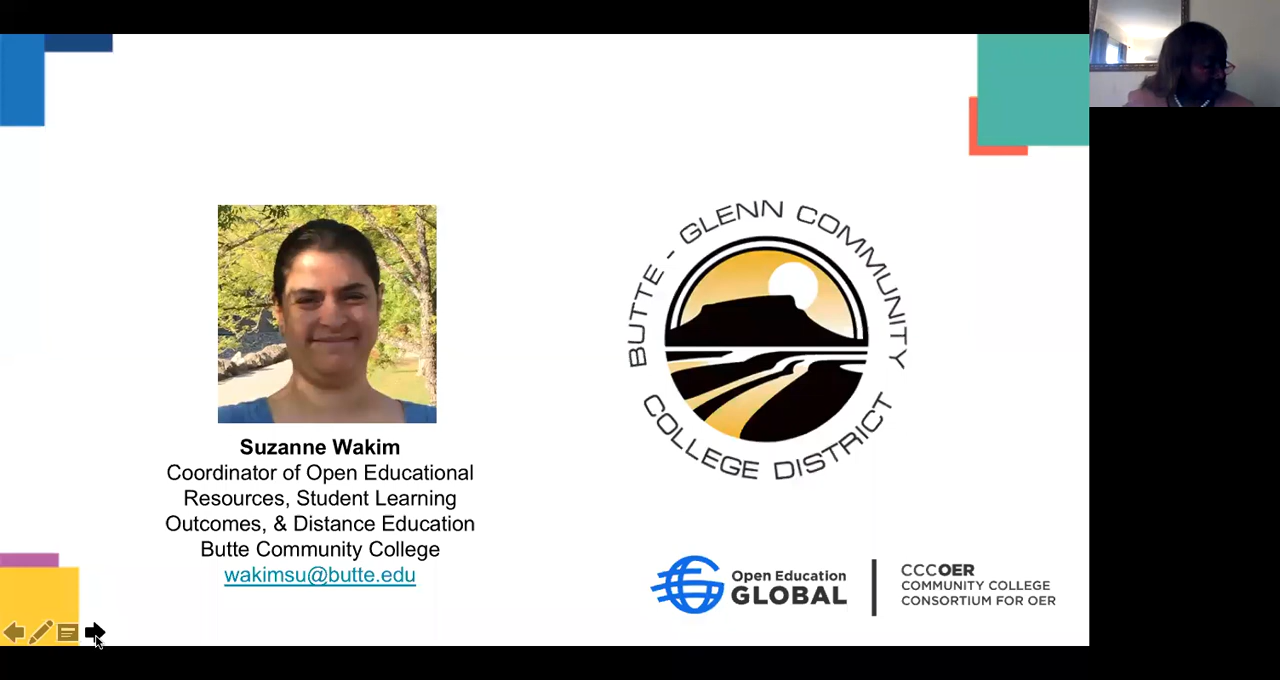 BUTTE - GLENN COMMUNITY
COLLEGE DISTRICT
Suzanne Wakim
Coordinator of Open Educational
Resources, Student Learning
Outcomes, & Distance Education
Butte Community College
wakimsu@butte.edu
Open Education
GLOBAL
CCCOER
COMMUNITY COLLEGE
CONSORTIUM FOR OER